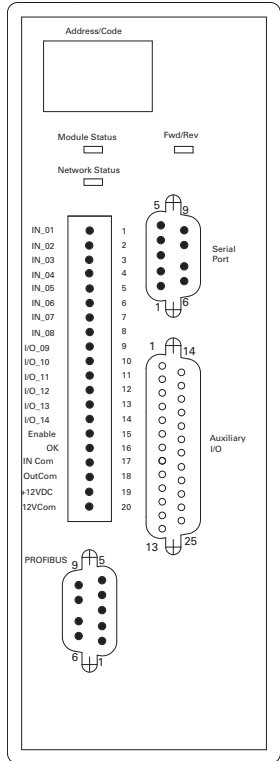 Address/Code
Module Status
Fwd/Rev
Network Status
5
9
Serial
Port
1
6
IN_01 1
IN_02 2
IN_03 3
IN_04 4
IN_05 5
IN_06 6
IN_07 7
IN_08 8
I/O_09 9
I/O_10 10
I/O_11 11
I/O_12 12
I/O_13 13
I/O_14 14
Enable 15
OK 16
IN Com 17
OutCom 18
+12VDC 19
12VCom 20
1
14
Auxiliary
I/O
13
25
PROFIBUS
9
5
6
1